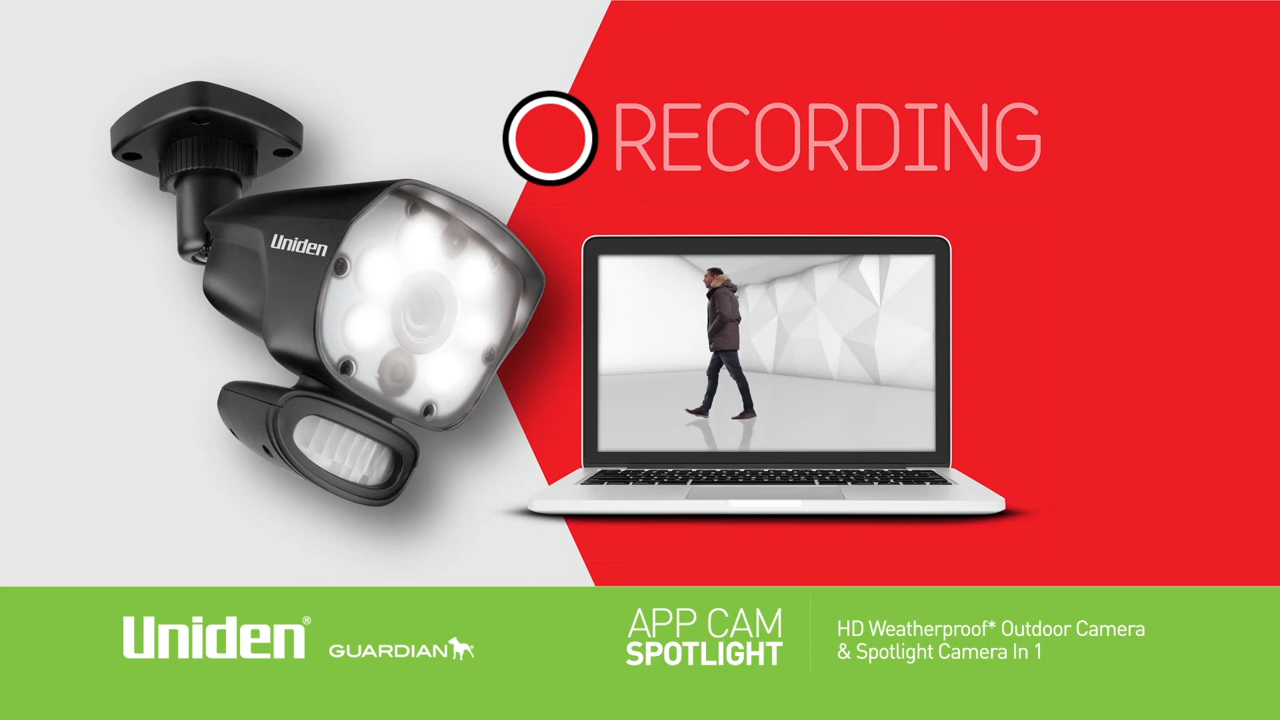 RECORDING
Uniden
Uniden®
GUARDIAN
APP CAM
SPOTLIGHT
HD Weatherproof* Outdoor Camera
& Spotlight Camera In 1